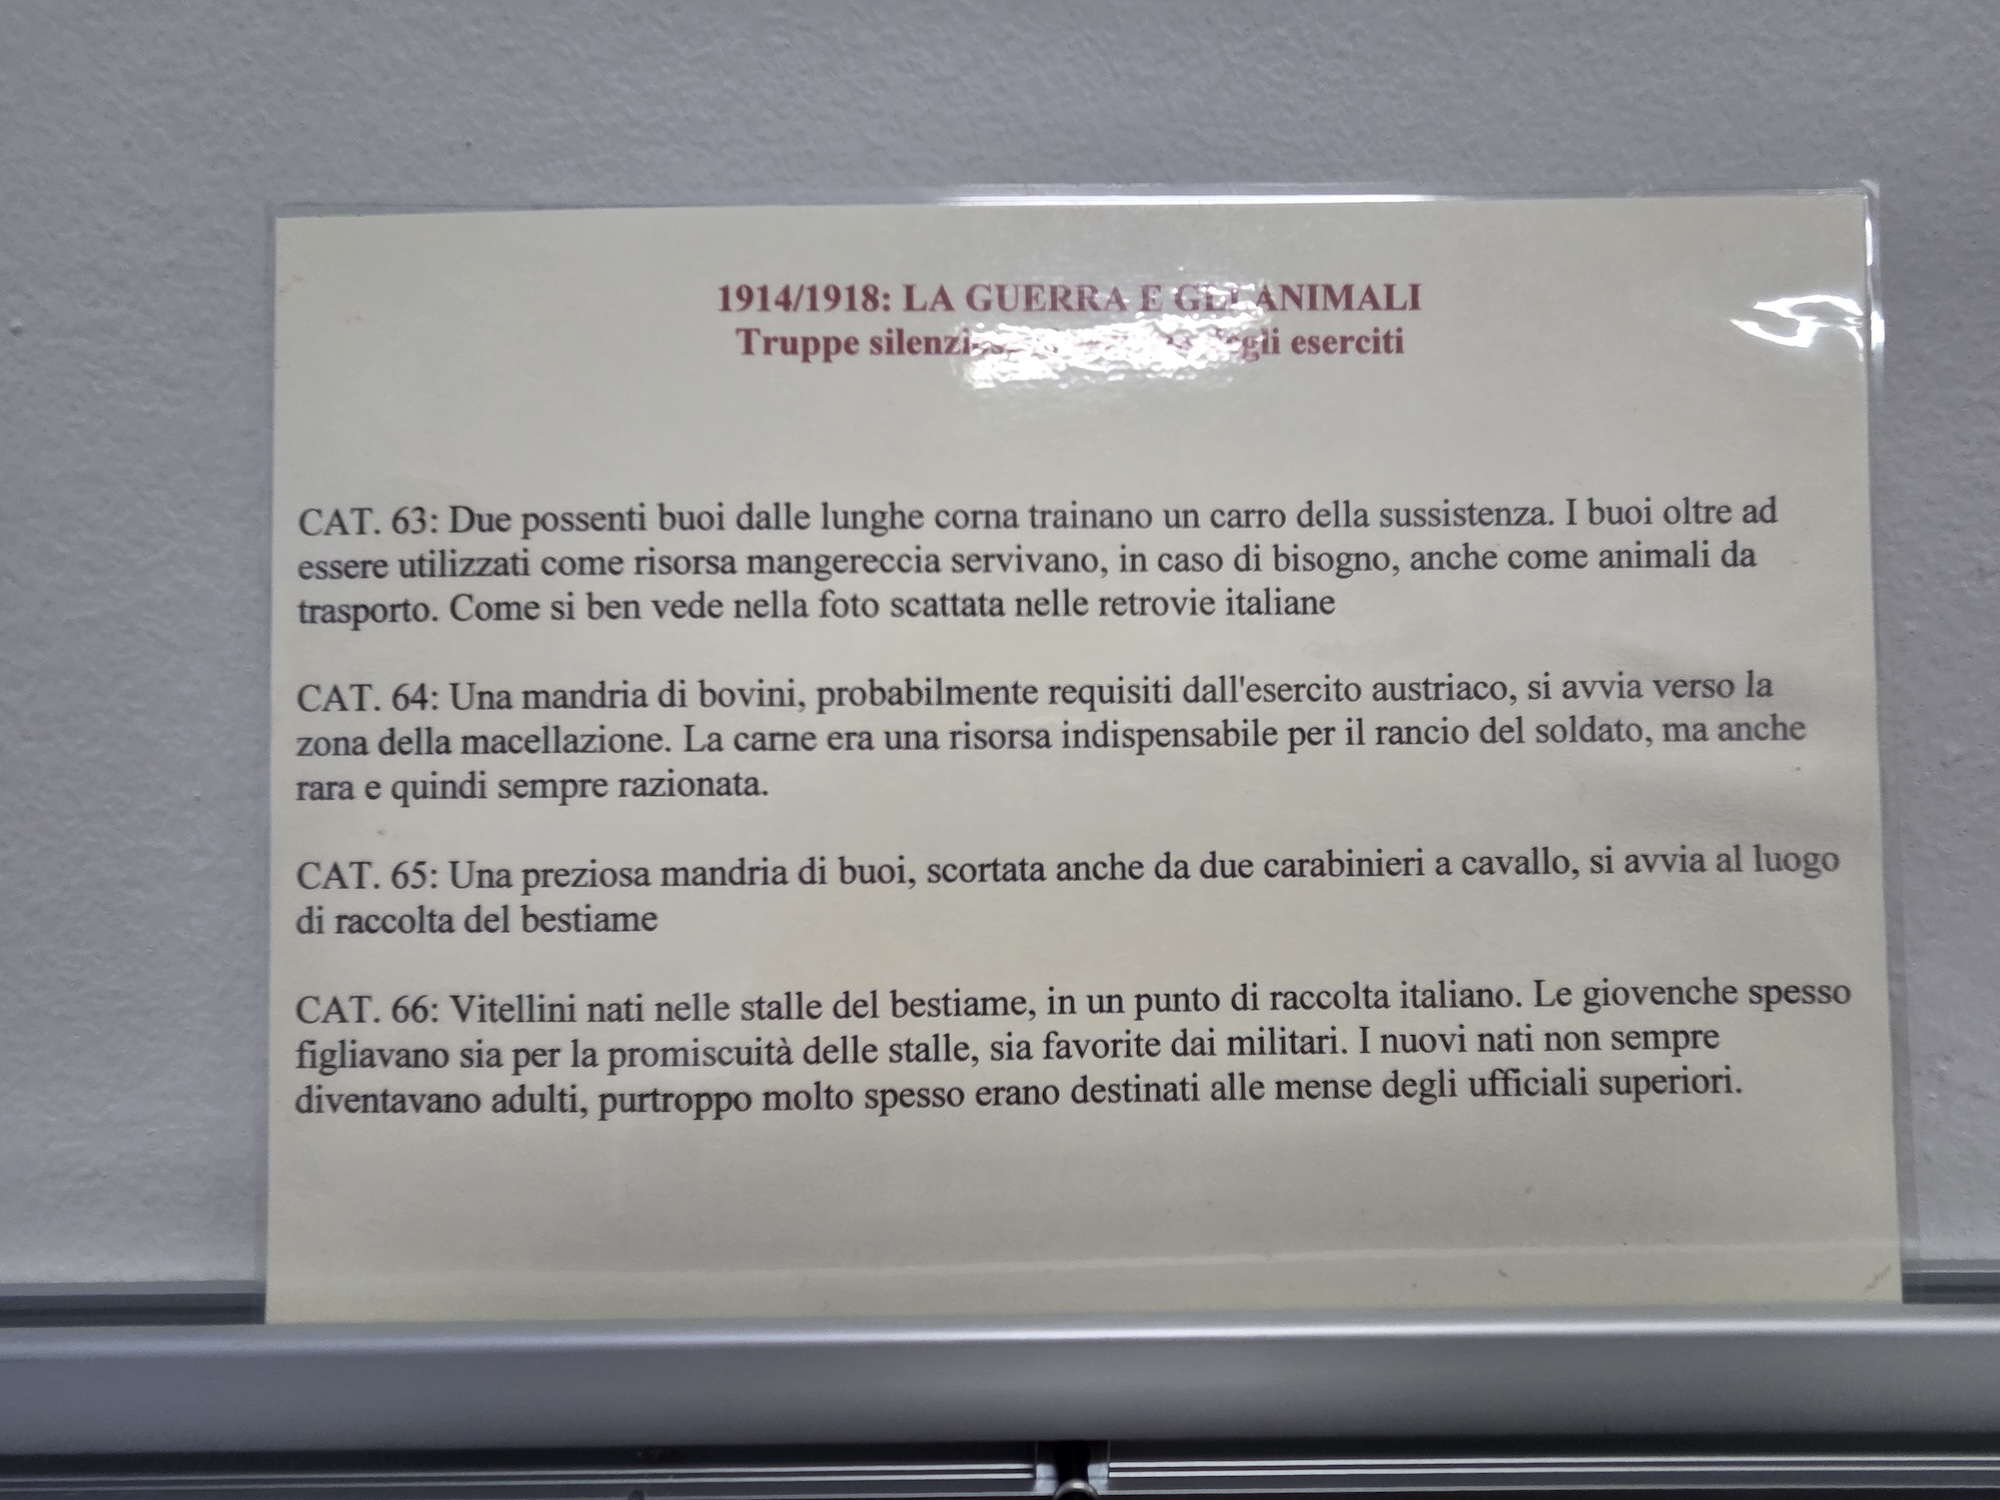 1914/1918: LA GUERRA E GLI ANIMALI
Truppe degli eserciti
CAT. 63: Due possenti buoi dalle lunghe corna trainano un carro della sussistenza. I buoi oltre ad
essere utilizzati come risorsa mangereccia servivano, in caso di bisogno, anche come animali da
trasporto. Come si ben vede nella foto scattata nelle retrovie italiane
CAT. 64: Una mandria di bovini, probabilmente requisiti dall'esercito austriaco, si avvia verso la
zona della macellazione. La carne era una risorsa indispensabile per il rancio del soldato, ma anche
rara e quindi sempre razionata.
CAT. 65: Una preziosa mandria di buoi, scortata anche da due carabinieri a cavallo, si avvia al luogo
di raccolta del bestiame
CAT. 66: Vitellini nati nelle stalle del bestiame, in un punto di raccolta italiano. Le giovenche spesso
figliavano sia per la promiscuità delle stalle, sia favorite dai militari. I nuovi nati non sempre
diventavano adulti, purtroppo molto spesso erano destinati alle mense degli ufficiali superiori.